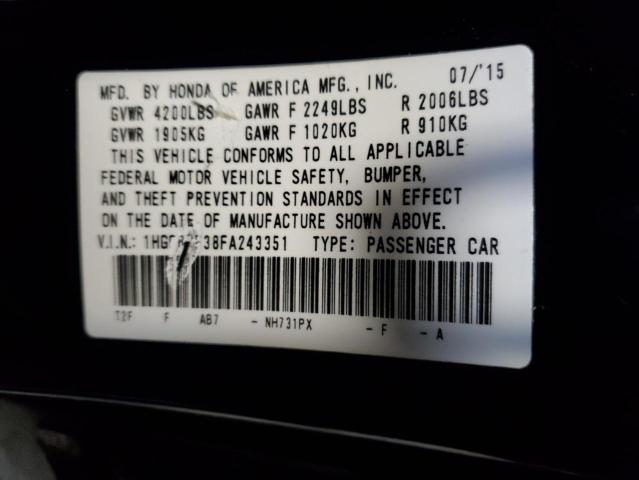 MFD. BY HONDA OF AMERICA MFG., INC. 07/'15
GVWR 4200LBS GAWR F 2249LBS R 2006LBS
GVWR 1905KG GAWR F 1020KG R 910KG
THIS VEHICLE CONFORMS TO ALL APPLICABLE
FEDERAL MOTOR VEHICLE SAFETY, BUMPER,
AND THEFT PREVENTION STANDARDS IN EFFECT
ON THE DATE OF MANUFACTURE SHOWN ABOVE.
V.I.N.: TYPE: PASSENGER CAR
T2F F AB7 - NH731PX - F - A